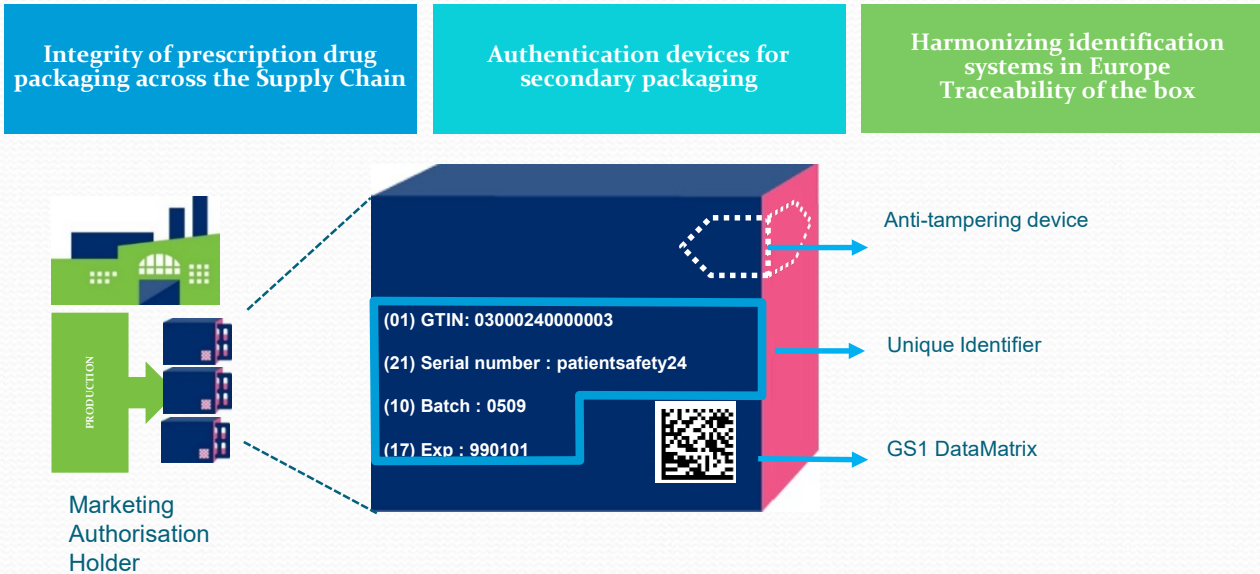 Integrity of prescription drug
packaging across the Supply Chain
Authentication devices for
secondary packaging
Harmonizing identification
systems in Europe
Traceability of the box
PRODUCTION
Marketing
Authorisation
Holder
(01) GTIN: 03000240000003
(21) Serial number : patientsafety24
(10) Batch : 0509
(17) Exp : 990101
Anti-tampering device
Unique Identifier
GS1 DataMatrix